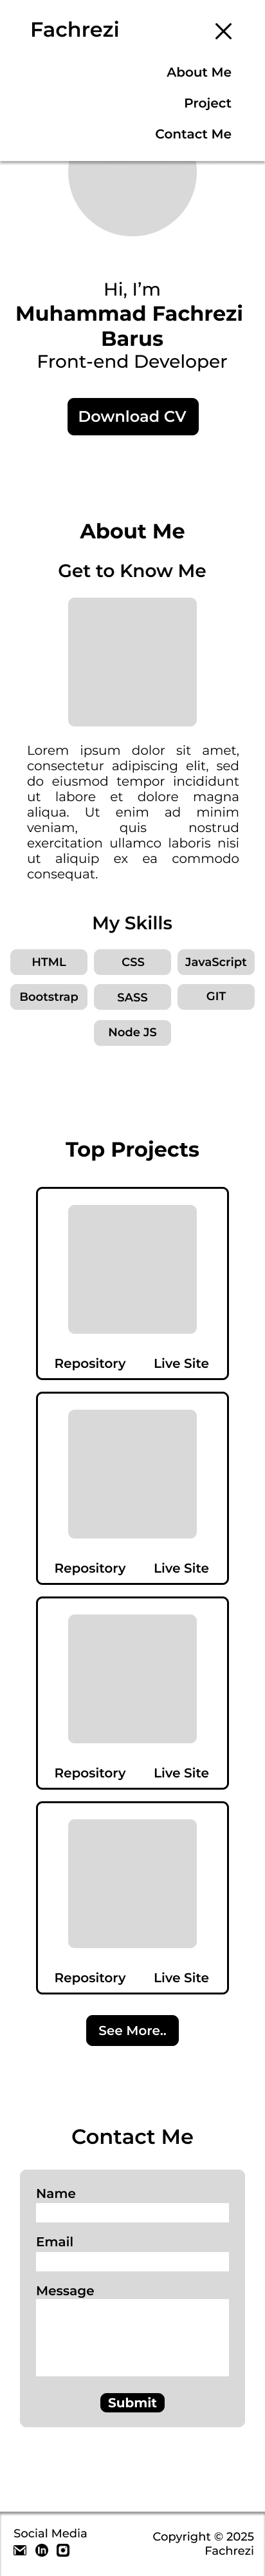 Fachrezi
About Me
Project
Contact Me
Hi, I’m
Muhammad Fachrezi
Barus
Front-end Developer
Download CV
About Me
Get to Know Me
Lorem ipsum dolor sit amet,
consectetur adipiscing elit, sed
do eiusmod tempor incididunt
ut labore et dolore magna
aliqua. Ut enim ad minim
veniam, quis nostrud
exercitation ullamco laboris nisi
ut aliquip ex ea commodo
consequat.
My Skills
HTML CSS JavaScript
Bootstrap SASS GIT
Node JS
Top Projects
Repository Live Site
Repository Live Site
Repository Live Site
Repository Live Site
See More..
Contact Me
Name
Email
Message
Submit
Social Media
Copyright © 2025
Fachrezi